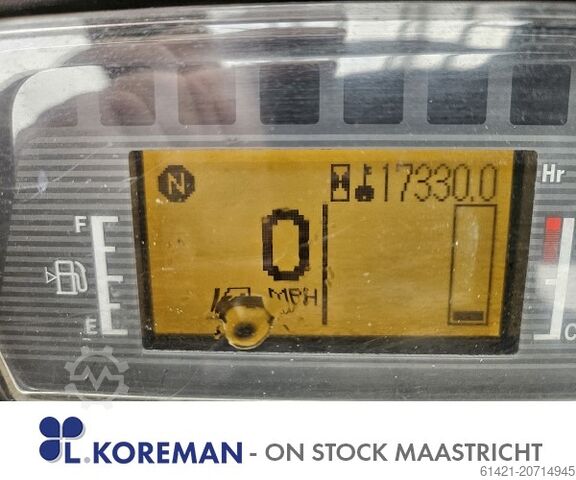 N 17330.0 Hr
F
0
MPH
E C
L.KOREMAN - ON STOCK MAASTRICHT
61421-20714945